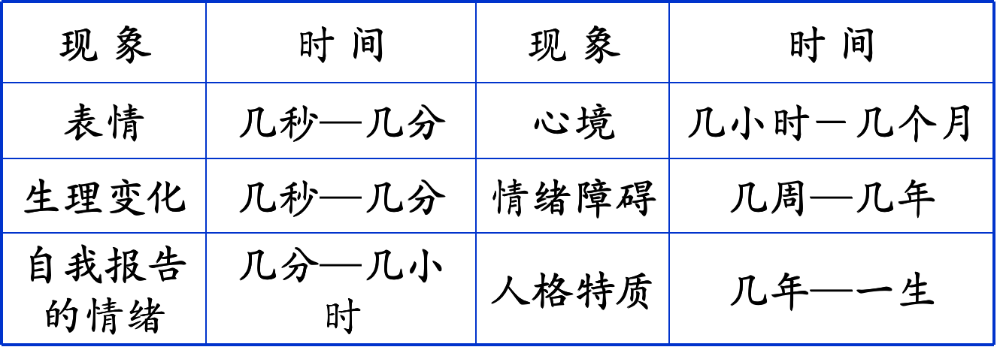 现 象 时 间 现 象 时 间
表情 几秒—几分 心境 几小时－几个月
生理变化 几秒—几分 情绪障碍 几周—几年
自我报告的情绪 几分—几小时 人格特质 几年—一生